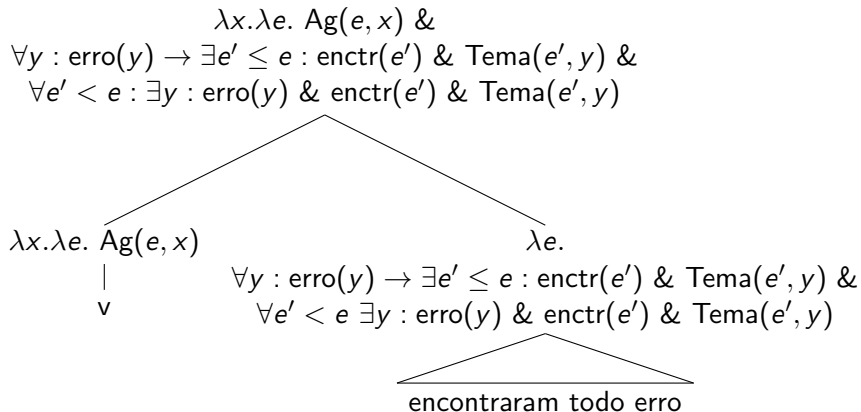 λx.λe. Ag(e, x) &
∀y : erro(y) → ∃e′ ≤ e : enctr(e′) & Tema(e′, y) &
∀e′ < e : ∃y : erro(y) & enctr(e′) & Tema(e′, y)
λx.λe. Ag(e, x)
v
λe.
∀y : erro(y) → ∃e′ ≤ e : enctr(e′) & Tema(e′, y) &
∀e′ < e ∃y : erro(y) & enctr(e′) & Tema(e′, y)
encontraram todo erro